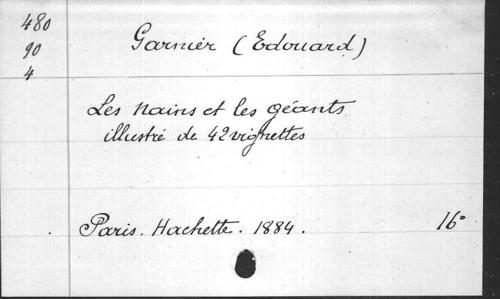 480
90
4
Garnier (Edouard)
Les nains et les géants
illustré de 42 vignettes
Paris. Hachette. 1884.
16°